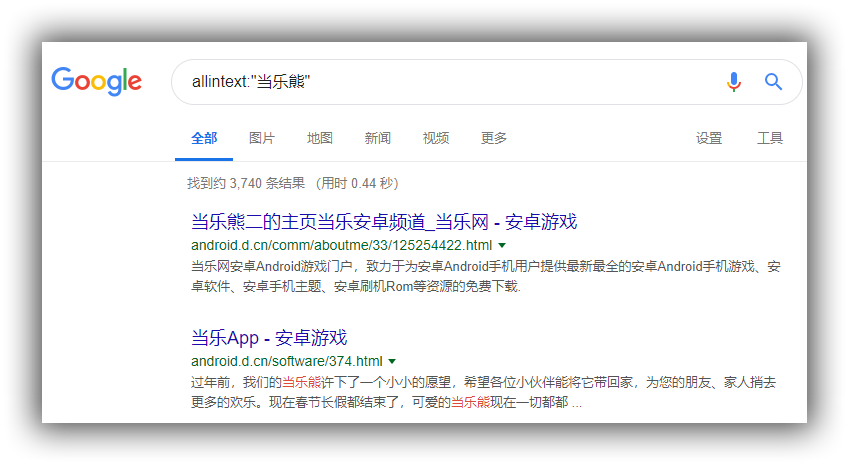 Google allintext:"当乐熊"
全部 图片 地图 新闻 视频 更多 设置 工具
找到约 3,740 条结果 （用时 0.44 秒）
当乐熊二的主页当乐安卓频道_当乐网 - 安卓游戏
android.d.cn/comm/aboutme/33/125254422.html
当乐网安卓Android游戏门户，致力于为安卓Android手机用户提供最新最全的安卓Android手机游戏、安
卓软件、安卓手机主题、安卓刷机Rom等资源的免费下载.
当乐App - 安卓游戏
android.d.cn/software/374.html
过年前，我们的当乐熊许下了一个小小的愿望，希望各位小伙伴能将它带回家，为您的朋友、家人捎去
更多的欢乐。现在春节长假都结束了，可爱的当乐熊现在一切都都 ...